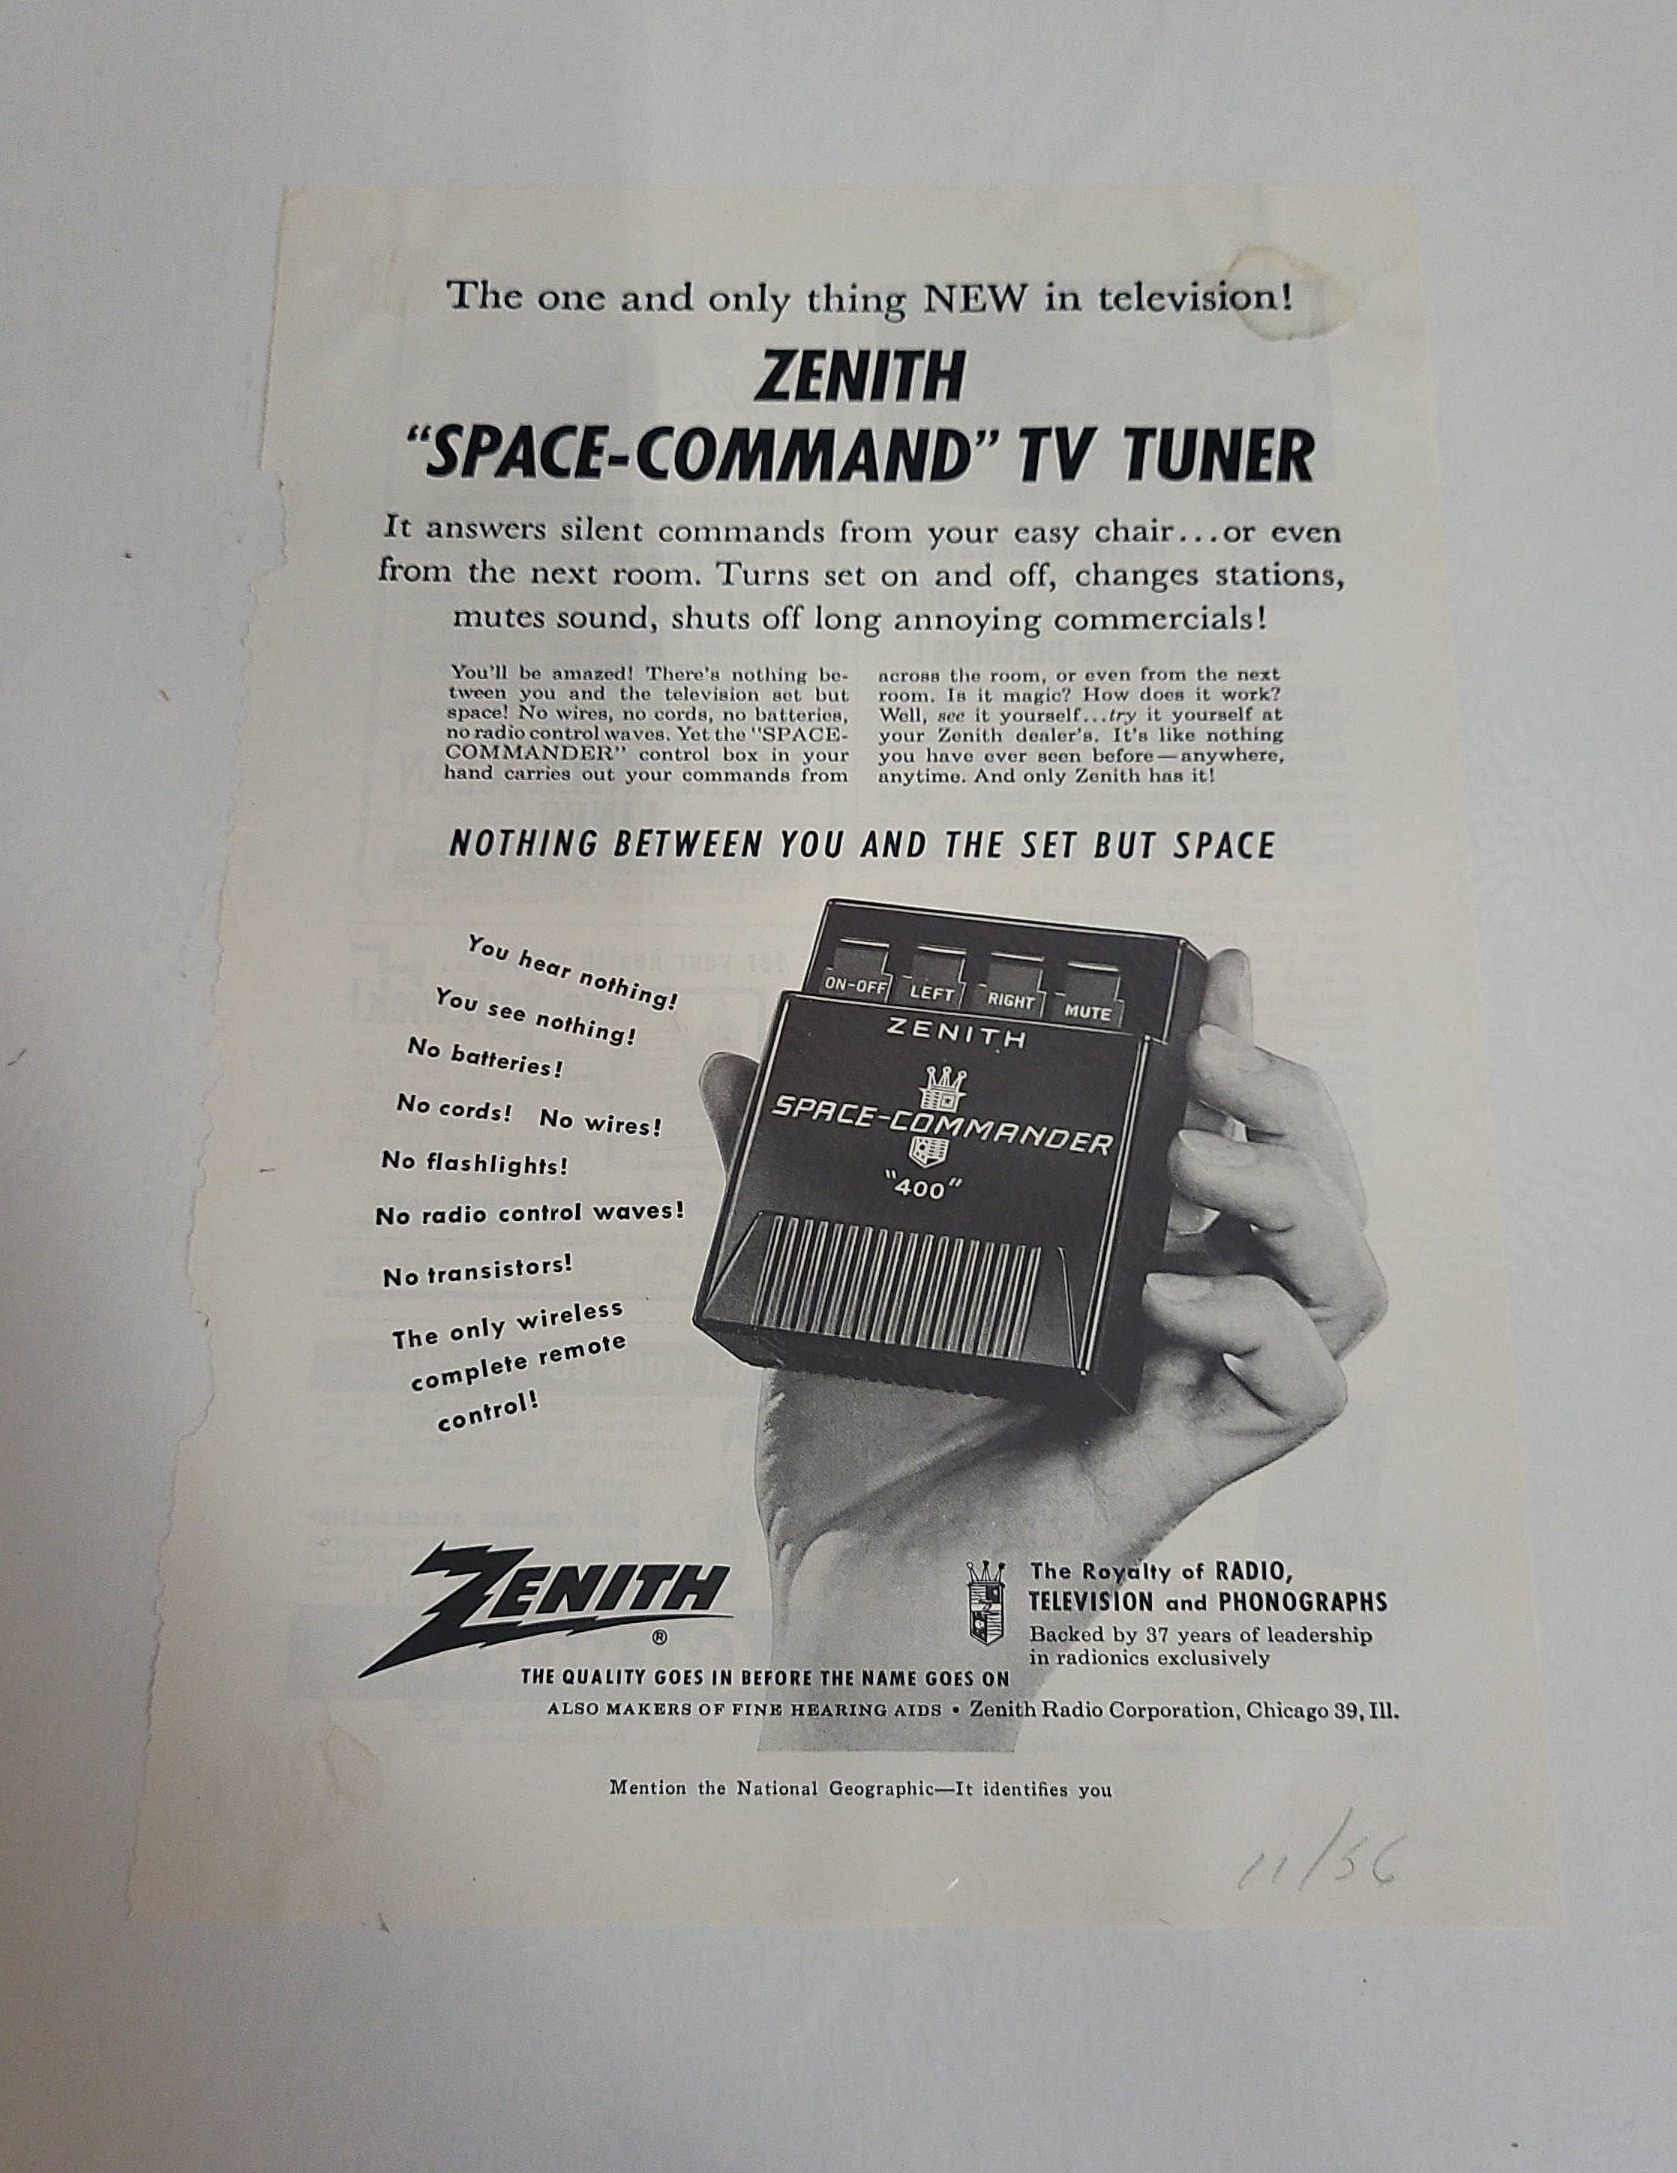 The one and only thing NEW in television!
ZENITH
“SPACE-COMMAND” TV TUNER
It answers silent commands from your easy chair...or even
from the next room. Turns set on and off, changes stations,
mutes sound, shuts off long annoying commercials!
You'll be amazed! There's nothing be-
tween you and the television set but
space! No wires, no cords, no batteries,
no radio control waves. Yet the "SPACE-
COMMANDER" control box in your
hand carries out your commands from
across the room, or even from the next
room. Is it magic? How does it work?
Well, see it yourself...try it yourself at
your Zenith dealer's. It's like nothing
you have ever seen before—anywhere,
anytime. And only Zenith has it!
NOTHING BETWEEN YOU AND THE SET BUT SPACE
You hear nothing!
You see nothing!
No batteries!
No cords! No wires!
No flashlights!
No radio control waves!
No transistors!
The only wireless
complete remote
control!
ON-OFF LEFT RIGHT MUTE
ZENITH
SPACE-COMMANDER
"400"
ZENITH
®
The Royalty of RADIO,
TELEVISION and PHONOGRAPHS
Backed by 37 years of leadership
in radionics exclusively
THE QUALITY GOES IN BEFORE THE NAME GOES ON
ALSO MAKERS OF FINE HEARING AIDS • Zenith Radio Corporation, Chicago 39, Ill.
Mention the National Geographic—It identifies you
11/56